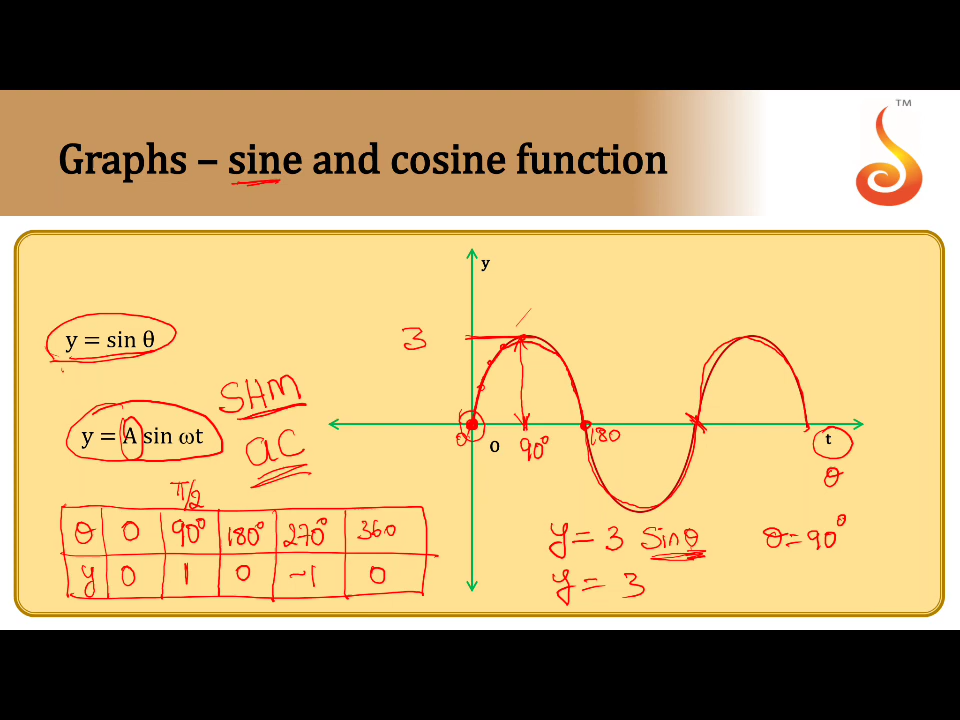 TM
Graphs – sine and cosine function
y
3
y = sin θ
SHM
y = A sin ωt
AC
0
0
90°
180
t
θ
π/2
θ 0 90° 180° 270° 360
y 0 1 0 -1 0
y = 3 Sinθ θ=90°
y = 3